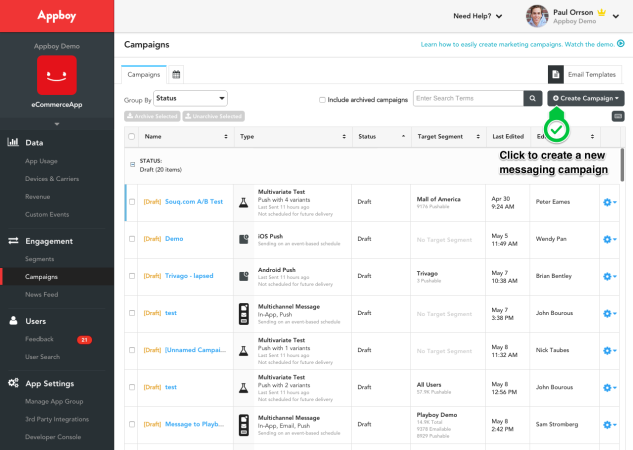 Appboy
Need Help?
Paul Orrson
Appboy Demo
Appboy Demo
eCommerceApp
Campaigns
Learn how to easily create marketing campaigns. Watch the demo.
Campaigns
Email Templates
Group By Status
Include archived campaigns
Enter Search Terms
Create Campaign
Archive Selected
Unarchive Selected
Name Type Status Target Segment Last Edited
Click to create a new
messaging campaign
STATUS:
Draft (20 items)
[Draft] Souq.com A/B Test
Multivariate Test
Push with 4 variants
Last Sent 11 hours ago
Not scheduled for future delivery
Draft
Mall of America
9176 Pushable
Apr 30
9:24 AM
Peter Eames
[Draft] Demo
iOS Push
Sending on an event-based schedule
Draft
No Target Segment
May 5
11:49 AM
Wendy Pan
[Draft] Trivago - lapsed
Android Push
Last Sent 11 hours ago
Not scheduled for future delivery
Draft
Trivago
3 Pushable
May 7
10:38 AM
Brian Bentley
[Draft] test
Multichannel Message
In-App, Push
Sending on an event-based schedule
Draft
No Target Segment
May 7
3:38 PM
John Bourous
[Draft] [Unnamed Campai...
Multivariate Test
Push with 1 variants
Last Sent 11 hours ago
Not scheduled for future delivery
Draft
No Target Segment
May 8
11:32 AM
Nick Taubes
[Draft] test
Multivariate Test
Push with 2 variants
Last Sent 11 hours ago
Not scheduled for future delivery
Draft
All Users
57.9K Pushable
May 8
12:56 PM
John Bourous
[Draft] Message to Playb...
Multichannel Message
In-App, Email, Push
Sending on an event-based schedule
Draft
Playboy Demo
14.9K Total
9378 Emailable
8929 Pushable
May 8
2:42 PM
Sam Stromberg
Data
App Usage
Devices & Carriers
Revenue
Custom Events
Engagement
Segments
Campaigns
News Feed
Users
Feedback 21
User Search
App Settings
Manage App Group
3rd Party Integrations
Developer Console